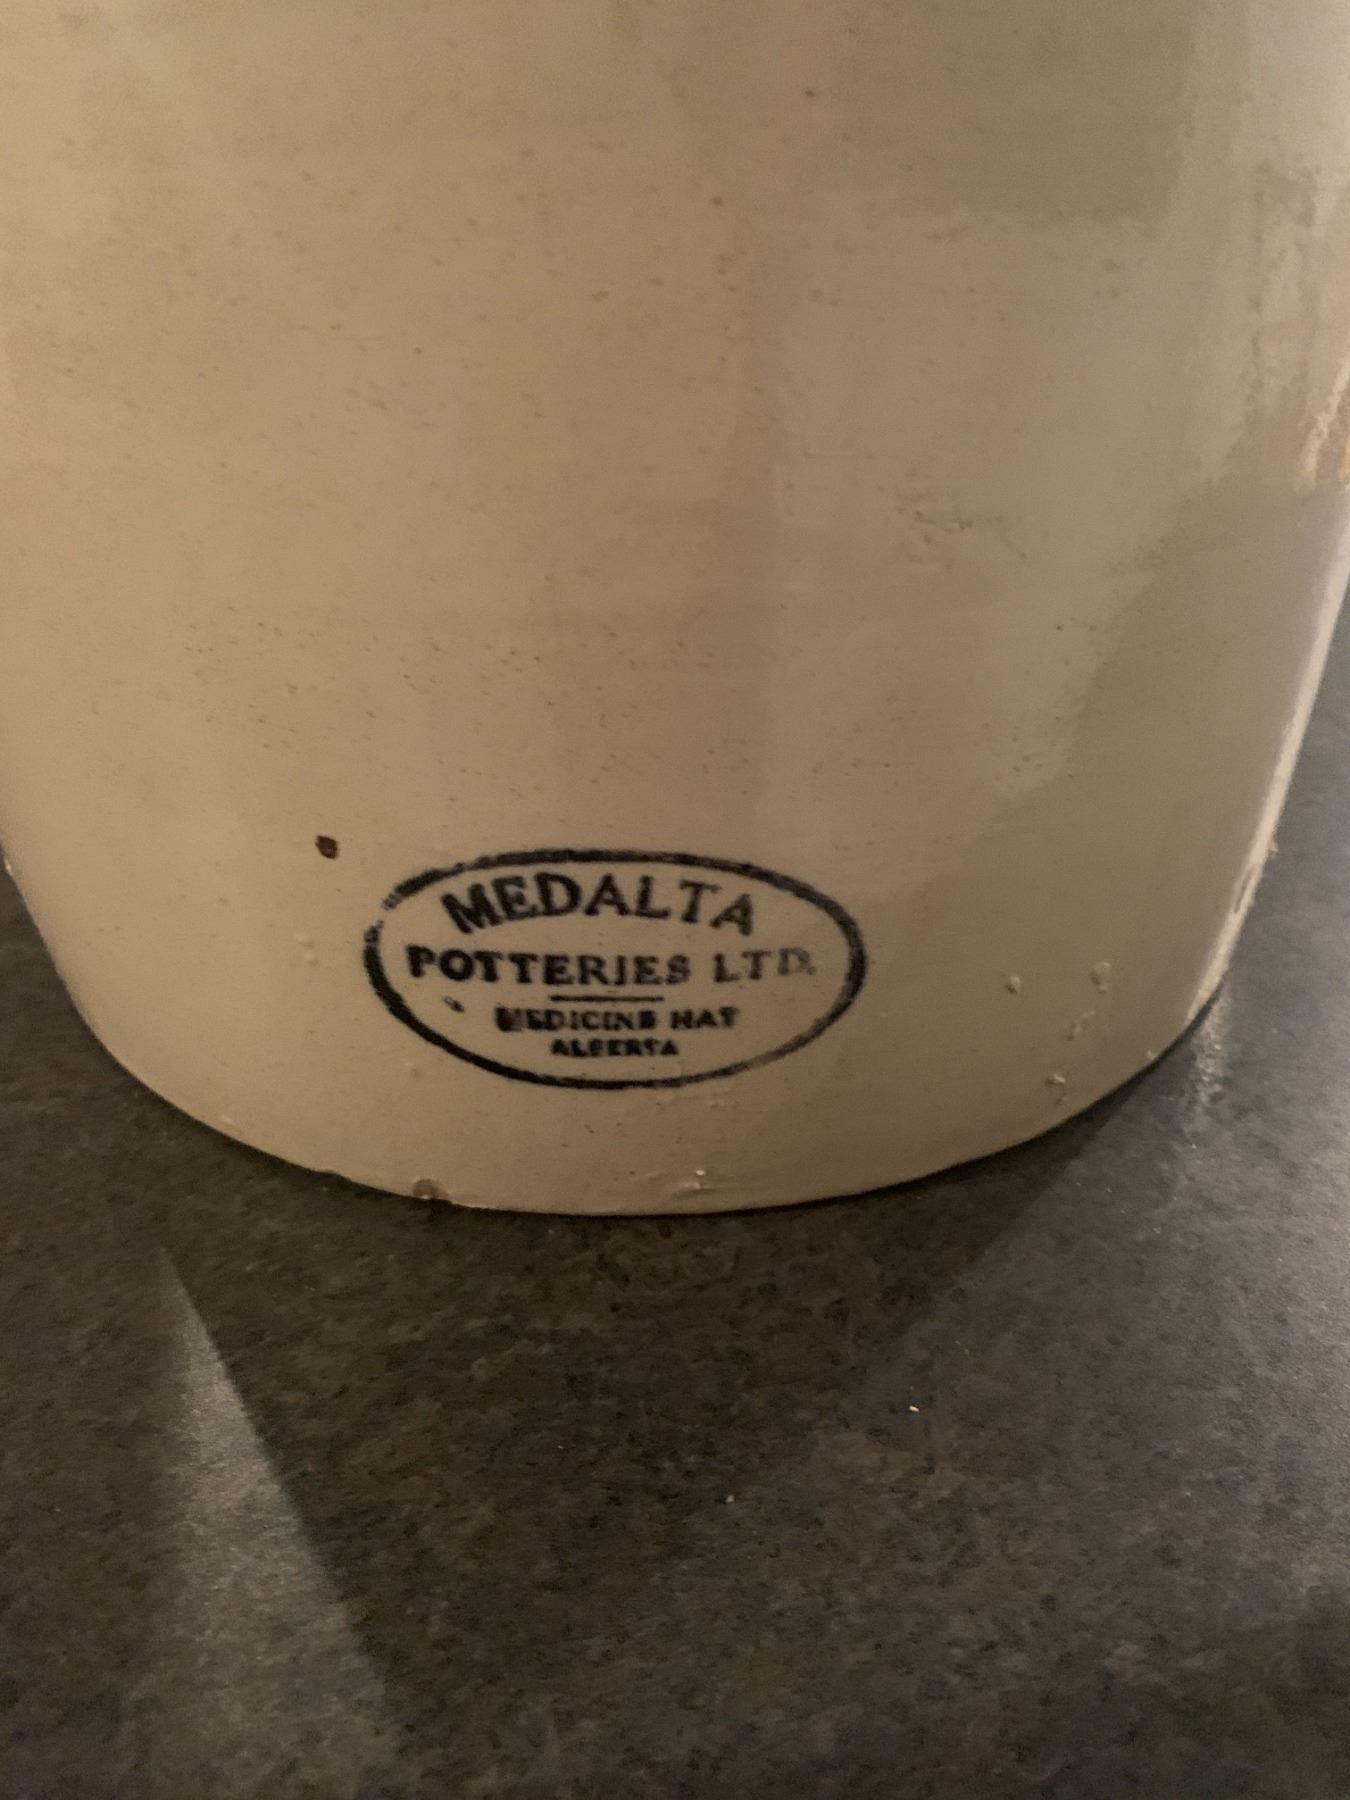 MEDALTA
POTTERIES LTD.
MEDICINE HAT
ALBERTA